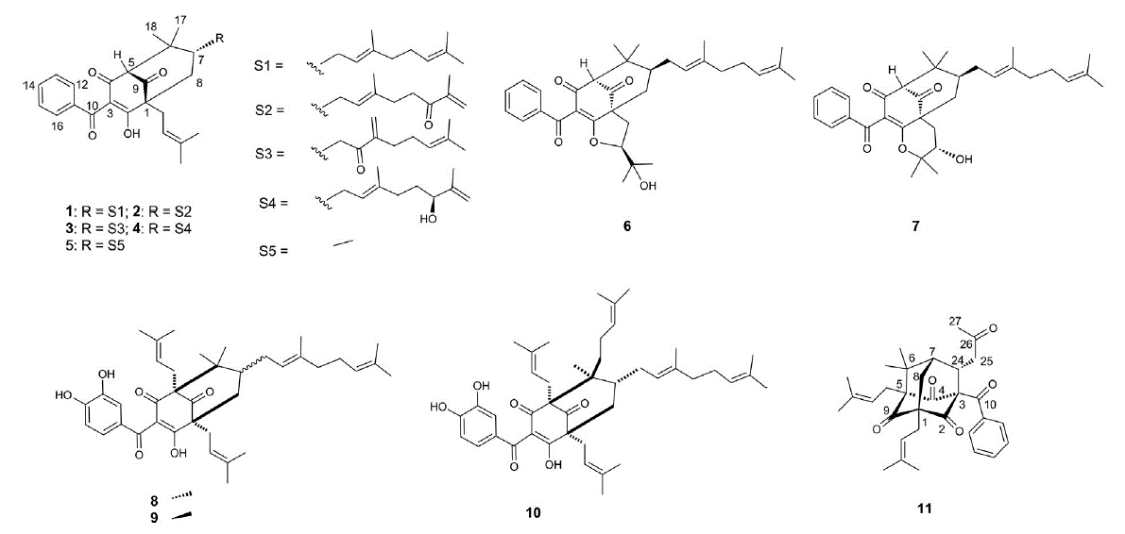 18 17
R
H 5 7
O O
14 12 9 8
10 3 1
16 O OH
1: R = S1; 2: R = S2
3: R = S3; 4: R = S4
5: R = S5
S1 =
S2 =
O
S3 =
O
S4 =
HO
S5 =
H
O O
O O
OH
6
H
O O
O O OH
7
OH
HO O O
O OH
8
9
OH
HO O O
O OH
10
27 O
26
7 24 25
6 8
5 O 4 O
3 10
9 1 2
O O
11